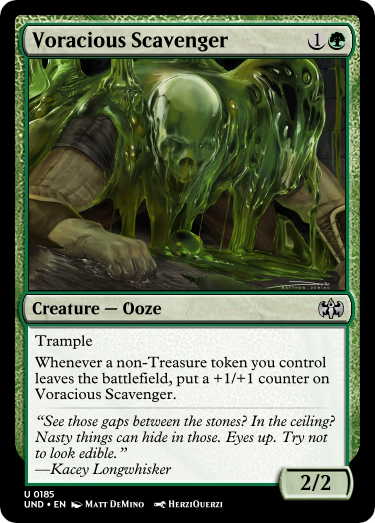 Voracious Scavenger 1
MATTHEW DEMINO
Creature — Ooze
Trample
Whenever a non-Treasure token you control
leaves the battlefield, put a +1/+1 counter on
Voracious Scavenger.
“See those gaps between the stones? In the ceiling?
Nasty things can hide in those. Eyes up. Try not
to look edible.”
—Kacey Longwhisker
2/2
U 0185
UND • EN Matt DeMino HerziQuerzi